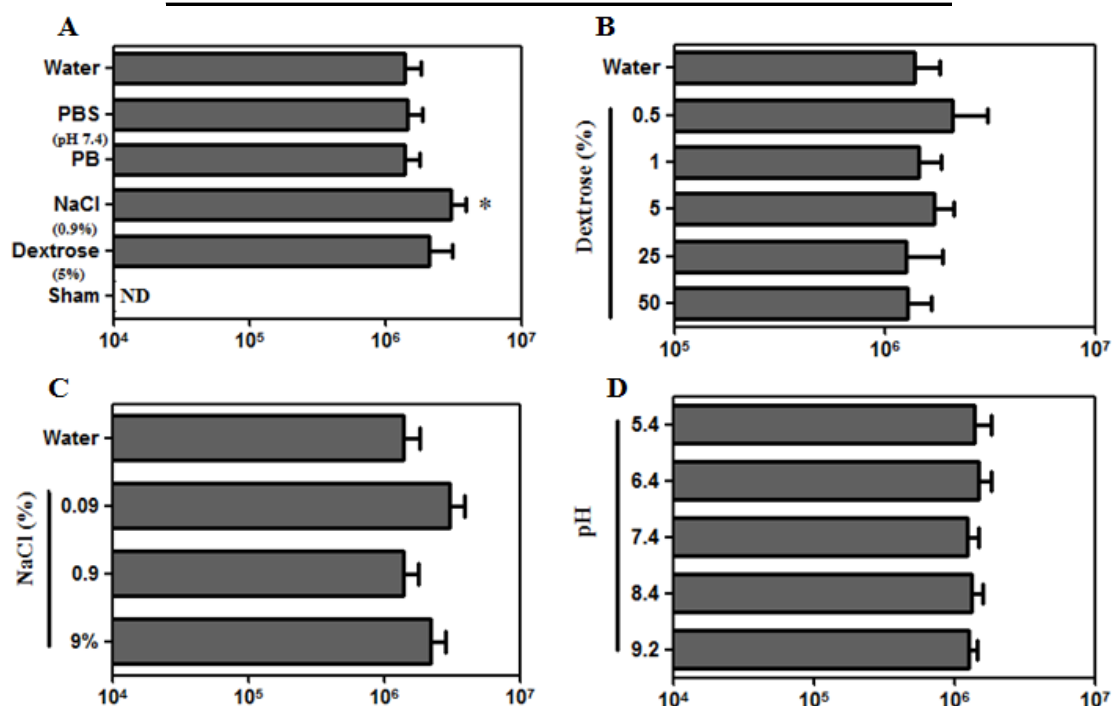 A
Water
PBS
(pH 7.4)
PB
NaCl
(0.9%)
Dextrose
(5%)
Sham
ND
*
10⁴ 10⁵ 10⁶ 10⁷
B
Water
Dextrose (%)
0.5
1
5
25
50
10⁵ 10⁶ 10⁷
C
Water
NaCl (%)
0.09
0.9
9%
10⁴ 10⁵ 10⁶ 10⁷
D
pH
5.4
6.4
7.4
8.4
9.2
10⁴ 10⁵ 10⁶ 10⁷